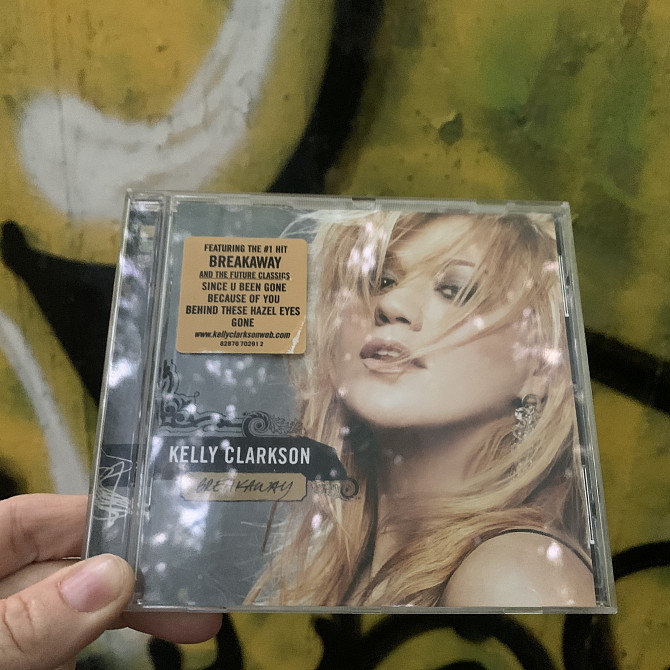 FEATURING THE #1 HIT
BREAKAWAY
AND THE FUTURE CLASSICS
SINCE U BEEN GONE
BECAUSE OF YOU
BEHIND THESE HAZEL EYES
GONE
www.kellyclarksonweb.com
82876 70291 2
KELLY CLARKSON
BREAKAWAY